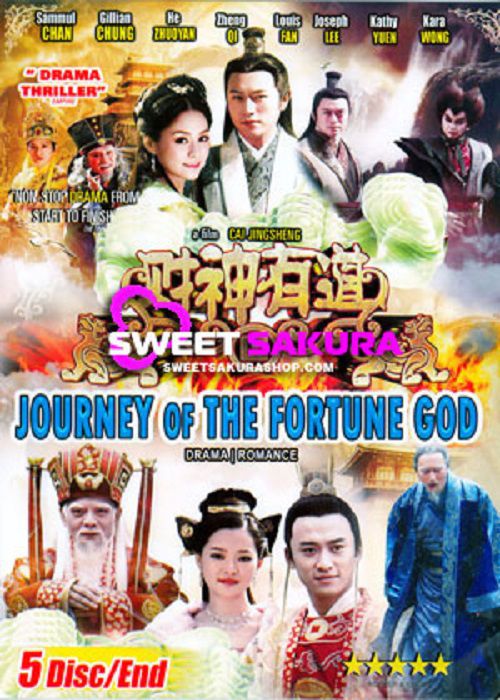 Sammul Gillian He Zheng Louis Joseph Kathy Kara
CHAN CHUNG ZHUOYAN QI FAN LEE YUEN WONG
" DRAMA
THRILLER"
EMPIRE
"NON-STOP DRAMA FROM
START TO FINISH
a film CAI JINGSHENG
财神有道
SWEET SAKURA
SWEETSAKURASHOP.COM
JOURNEY OF THE FORTUNE GOD
DRAMA | ROMANCE
5 Disc/End